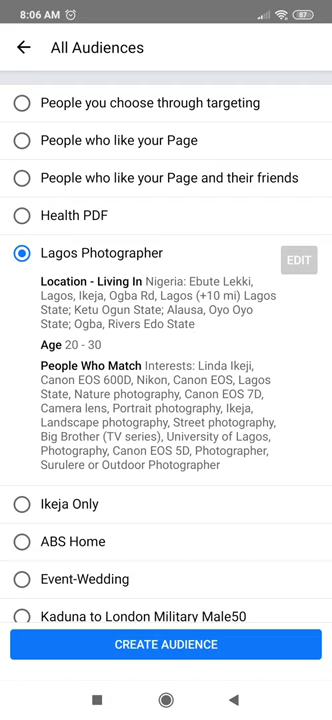 8:06 AM
87
All Audiences
People you choose through targeting
People who like your Page
People who like your Page and their friends
Health PDF
Lagos Photographer
EDIT
Location - Living In Nigeria: Ebute Lekki,
Lagos, Ikeja, Ogba Rd, Lagos (+10 mi) Lagos
State; Ketu Ogun State; Alausa, Oyo Oyo
State; Ogba, Rivers Edo State
Age 20 - 30
People Who Match Interests: Linda Ikeji,
Canon EOS 600D, Nikon, Canon EOS, Lagos
State, Nature photography, Canon EOS 7D,
Camera lens, Portrait photography, Ikeja,
Landscape photography, Street photography,
Big Brother (TV series), University of Lagos,
Photography, Canon EOS 5D, Photographer,
Surulere or Outdoor Photographer
Ikeja Only
ABS Home
Event-Wedding
Kaduna to London Military Male50
CREATE AUDIENCE